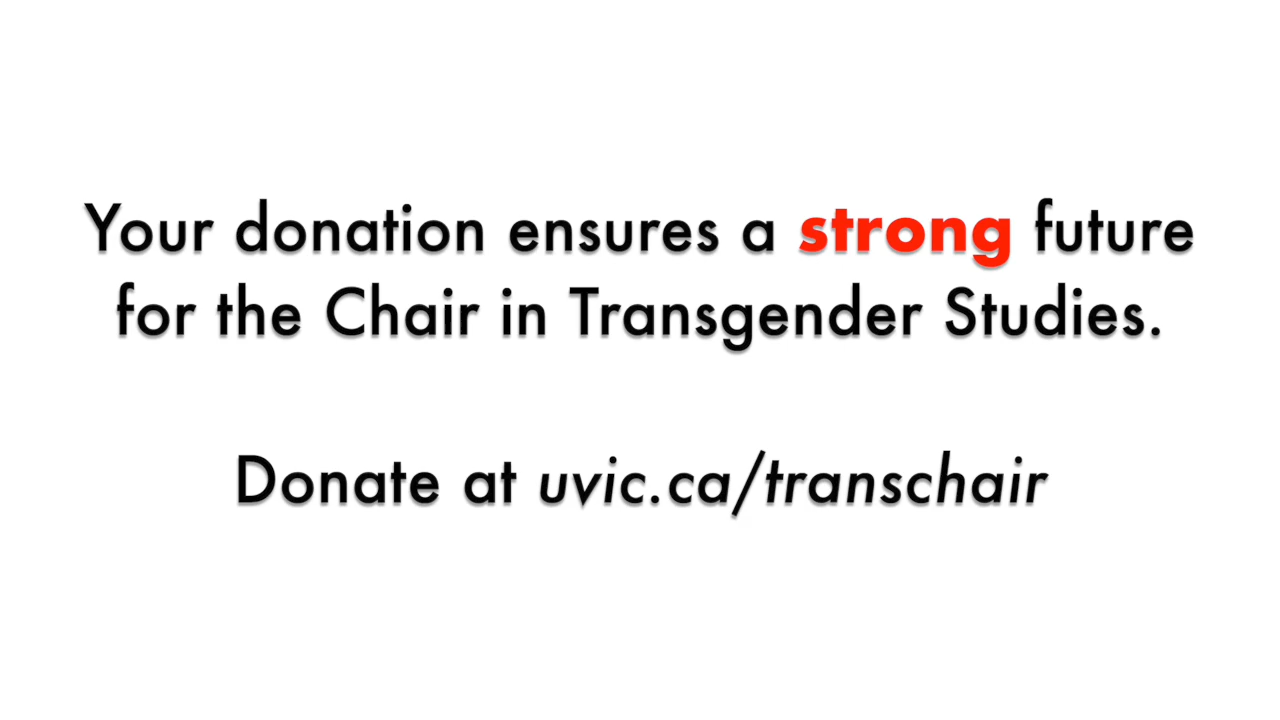 Your donation ensures a strong future
for the Chair in Transgender Studies.
Donate at uvic.ca/transchair